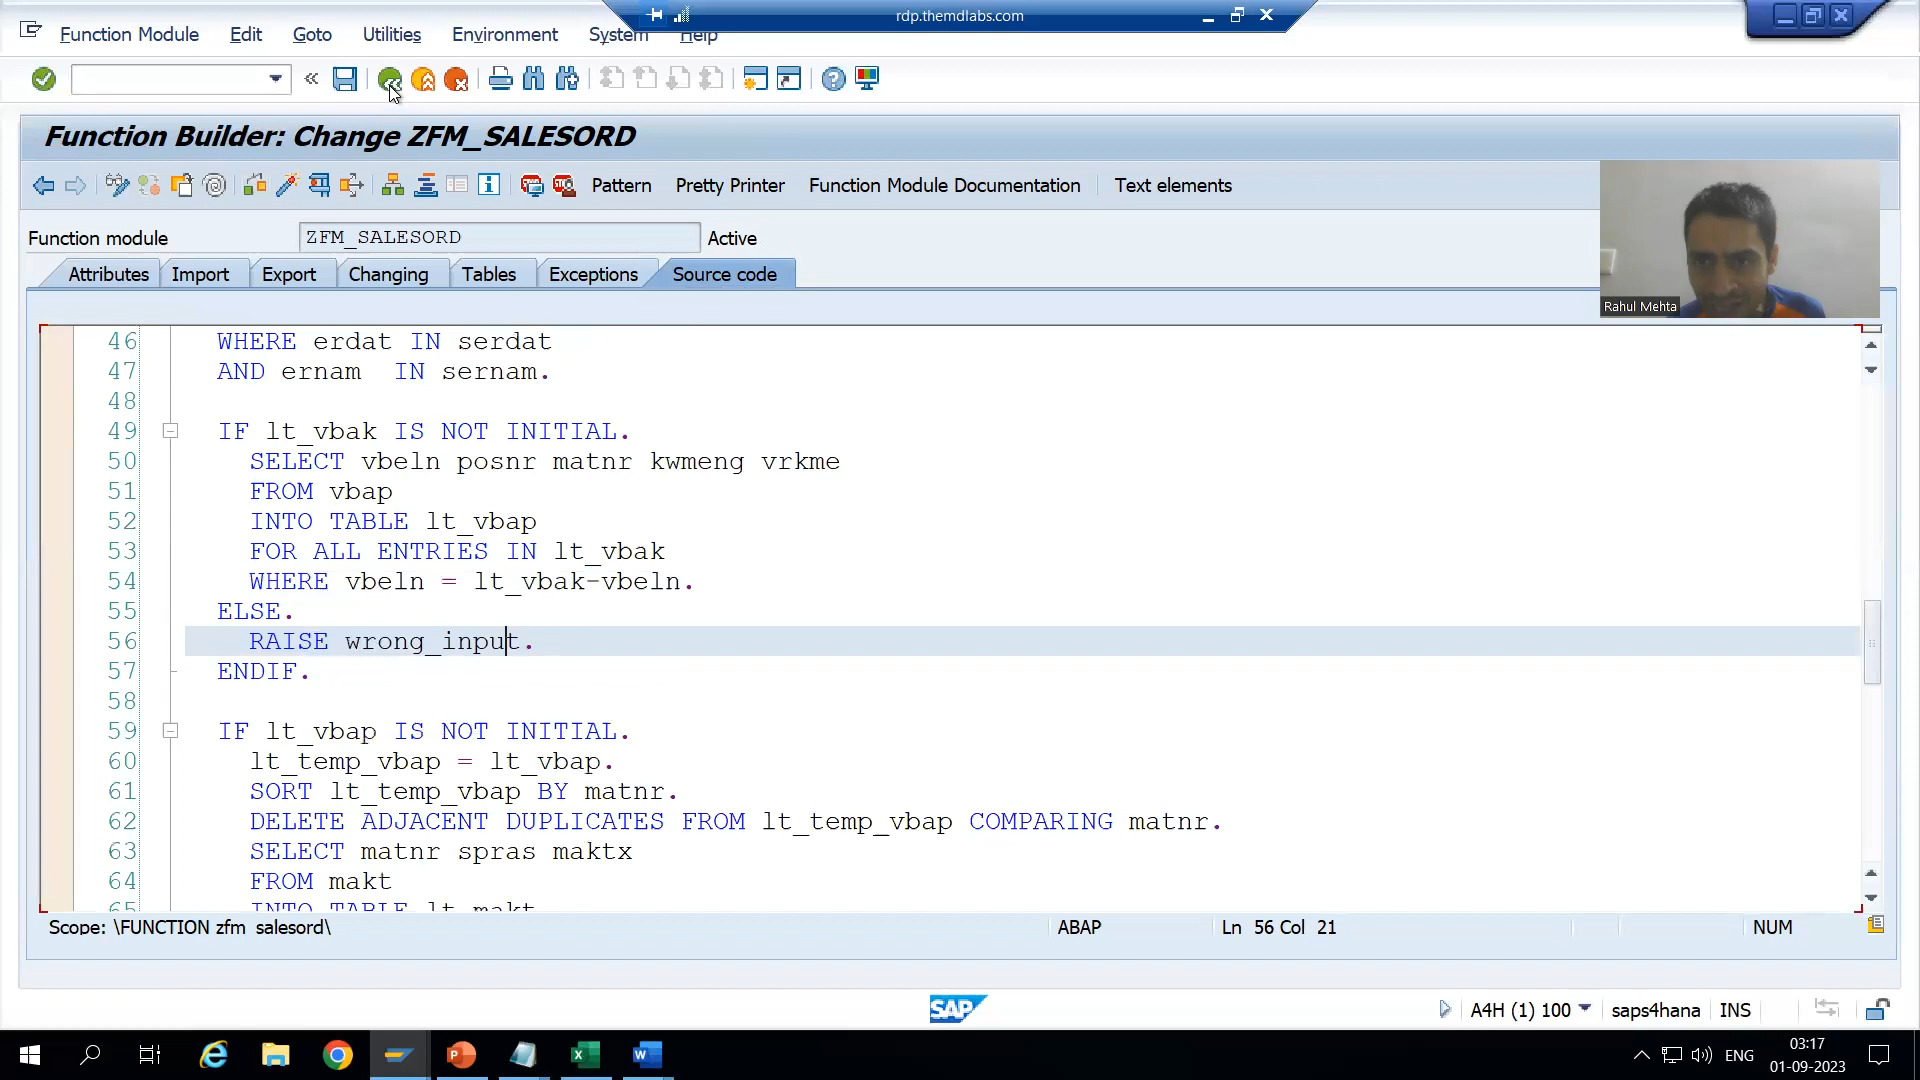 rdp.themdlabs.com
Function Module Edit Goto Utilities Environment System Help
Function Builder: Change ZFM_SALESORD
Pattern Pretty Printer Function Module Documentation Text elements
Function module ZFM_SALESORD Active
Attributes Import Export Changing Tables Exceptions Source code
Rahul Mehta
46 WHERE erdat IN serdat
47 AND ernam IN sernam.
48
49 IF lt_vbak IS NOT INITIAL.
50 SELECT vbeln posnr matnr kwmeng vrkme
51 FROM vbap
52 INTO TABLE lt_vbap
53 FOR ALL ENTRIES IN lt_vbak
54 WHERE vbeln = lt_vbak-vbeln.
55 ELSE.
56 RAISE wrong_input.
57 ENDIF.
58
59 IF lt_vbap IS NOT INITIAL.
60 lt_temp_vbap = lt_vbap.
61 SORT lt_temp_vbap BY matnr.
62 DELETE ADJACENT DUPLICATES FROM lt_temp_vbap COMPARING matnr.
63 SELECT matnr spras maktx
64 FROM makt
65 INTO TABLE lt_makt
Scope: \FUNCTION zfm_salesord\ ABAP Ln 56 Col 21 NUM
SAP A4H (1) 100 saps4hana INS
ENG 03:17
01-09-2023